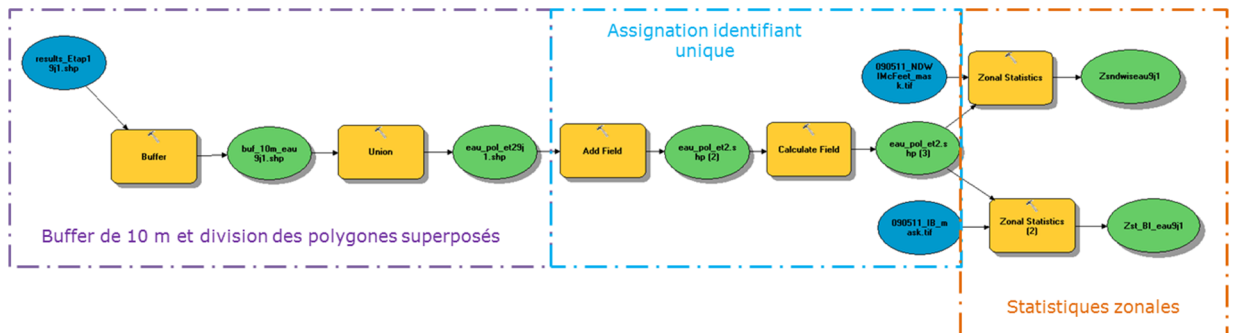 results_Etap1
9j1.shp
Buffer
buf_10m_eau
9j1.shp
Union
eau_pol_et29j
1.shp
Buffer de 10 m et division des polygones superposés
Assignation identifiant
unique
Add Field
eau_pol_et2.s
hp (2)
Calculate Field
eau_pol_et2.s
hp (3)
090511_NDW
IMcFeet_mas
k.tif
090511_IB_m
ask.tif
Zonal Statistics
Zsndwiseau9j1
Zonal Statistics
(2)
Zst_BI_eau9j1
Statistiques zonales